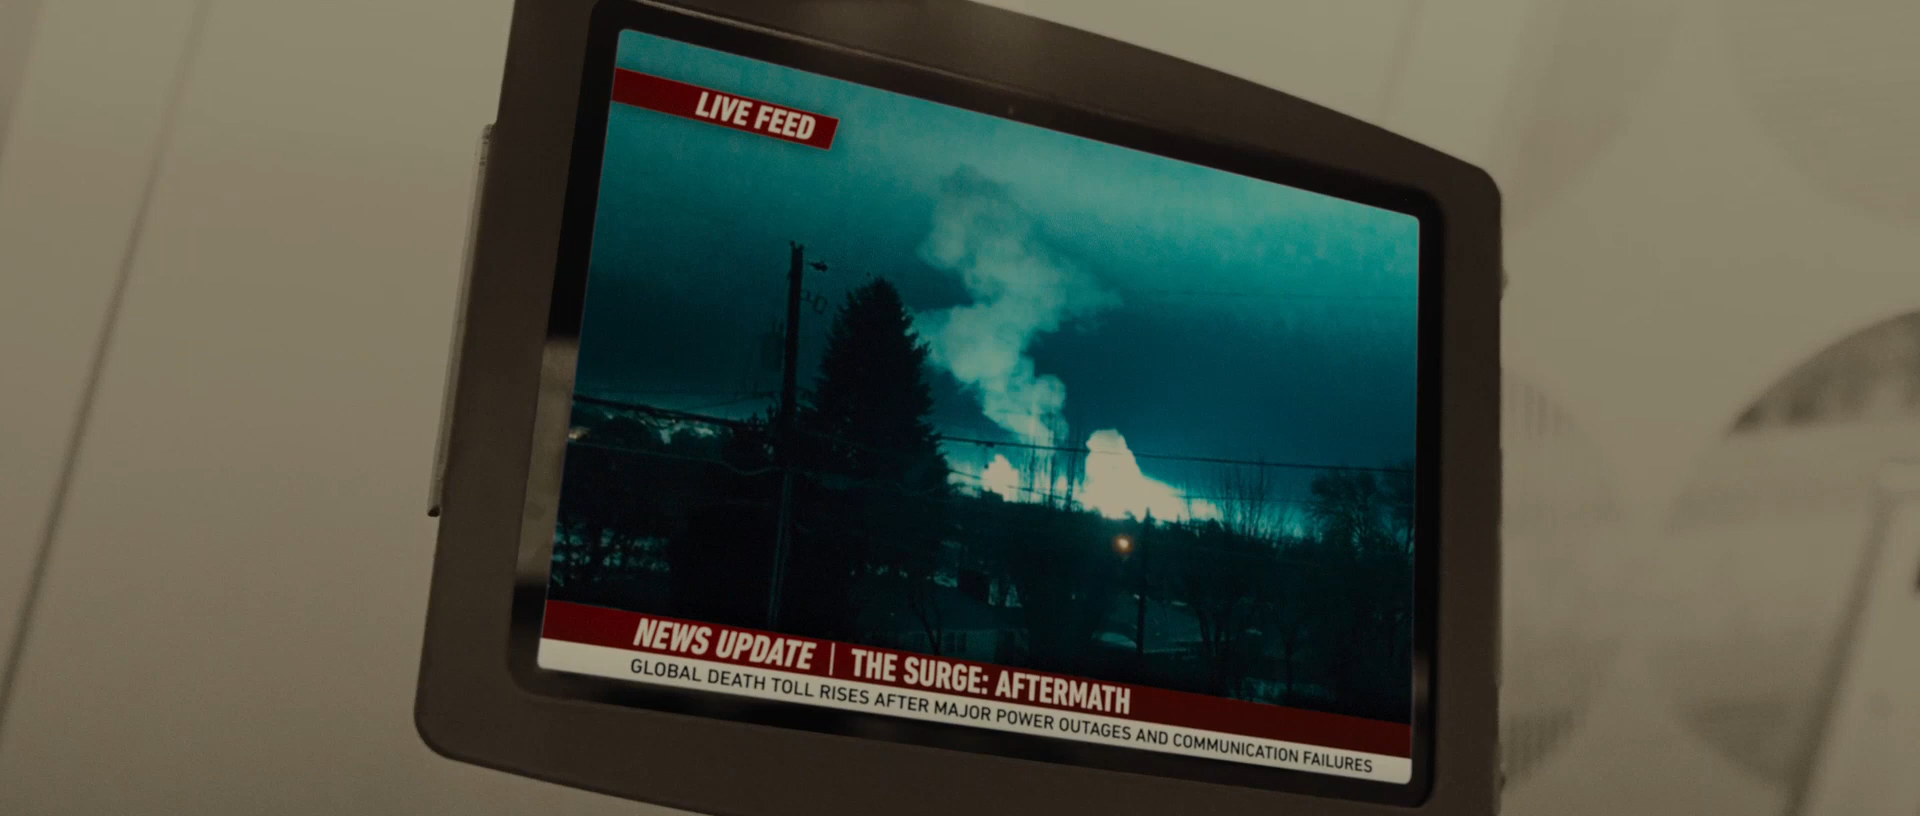 LIVE FEED
NEWS UPDATE | THE SURGE: AFTERMATH
GLOBAL DEATH TOLL RISES AFTER MAJOR POWER OUTAGES AND COMMUNICATION FAILURES